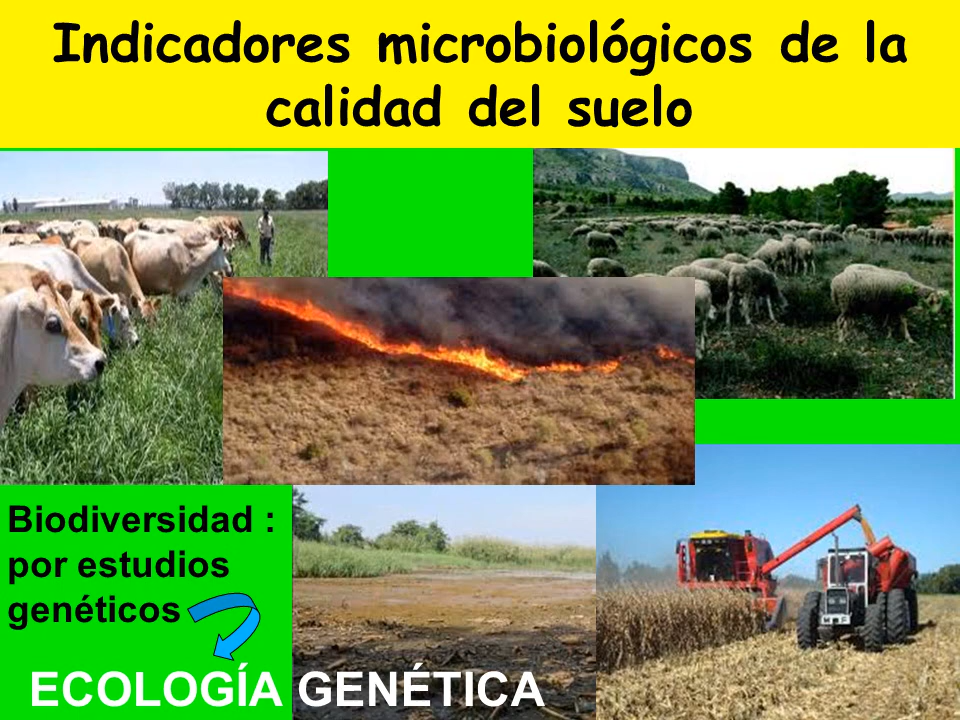 Indicadores microbiológicos de la
calidad del suelo
Biodiversidad :
por estudios
genéticos
ECOLOGÍA GENÉTICA